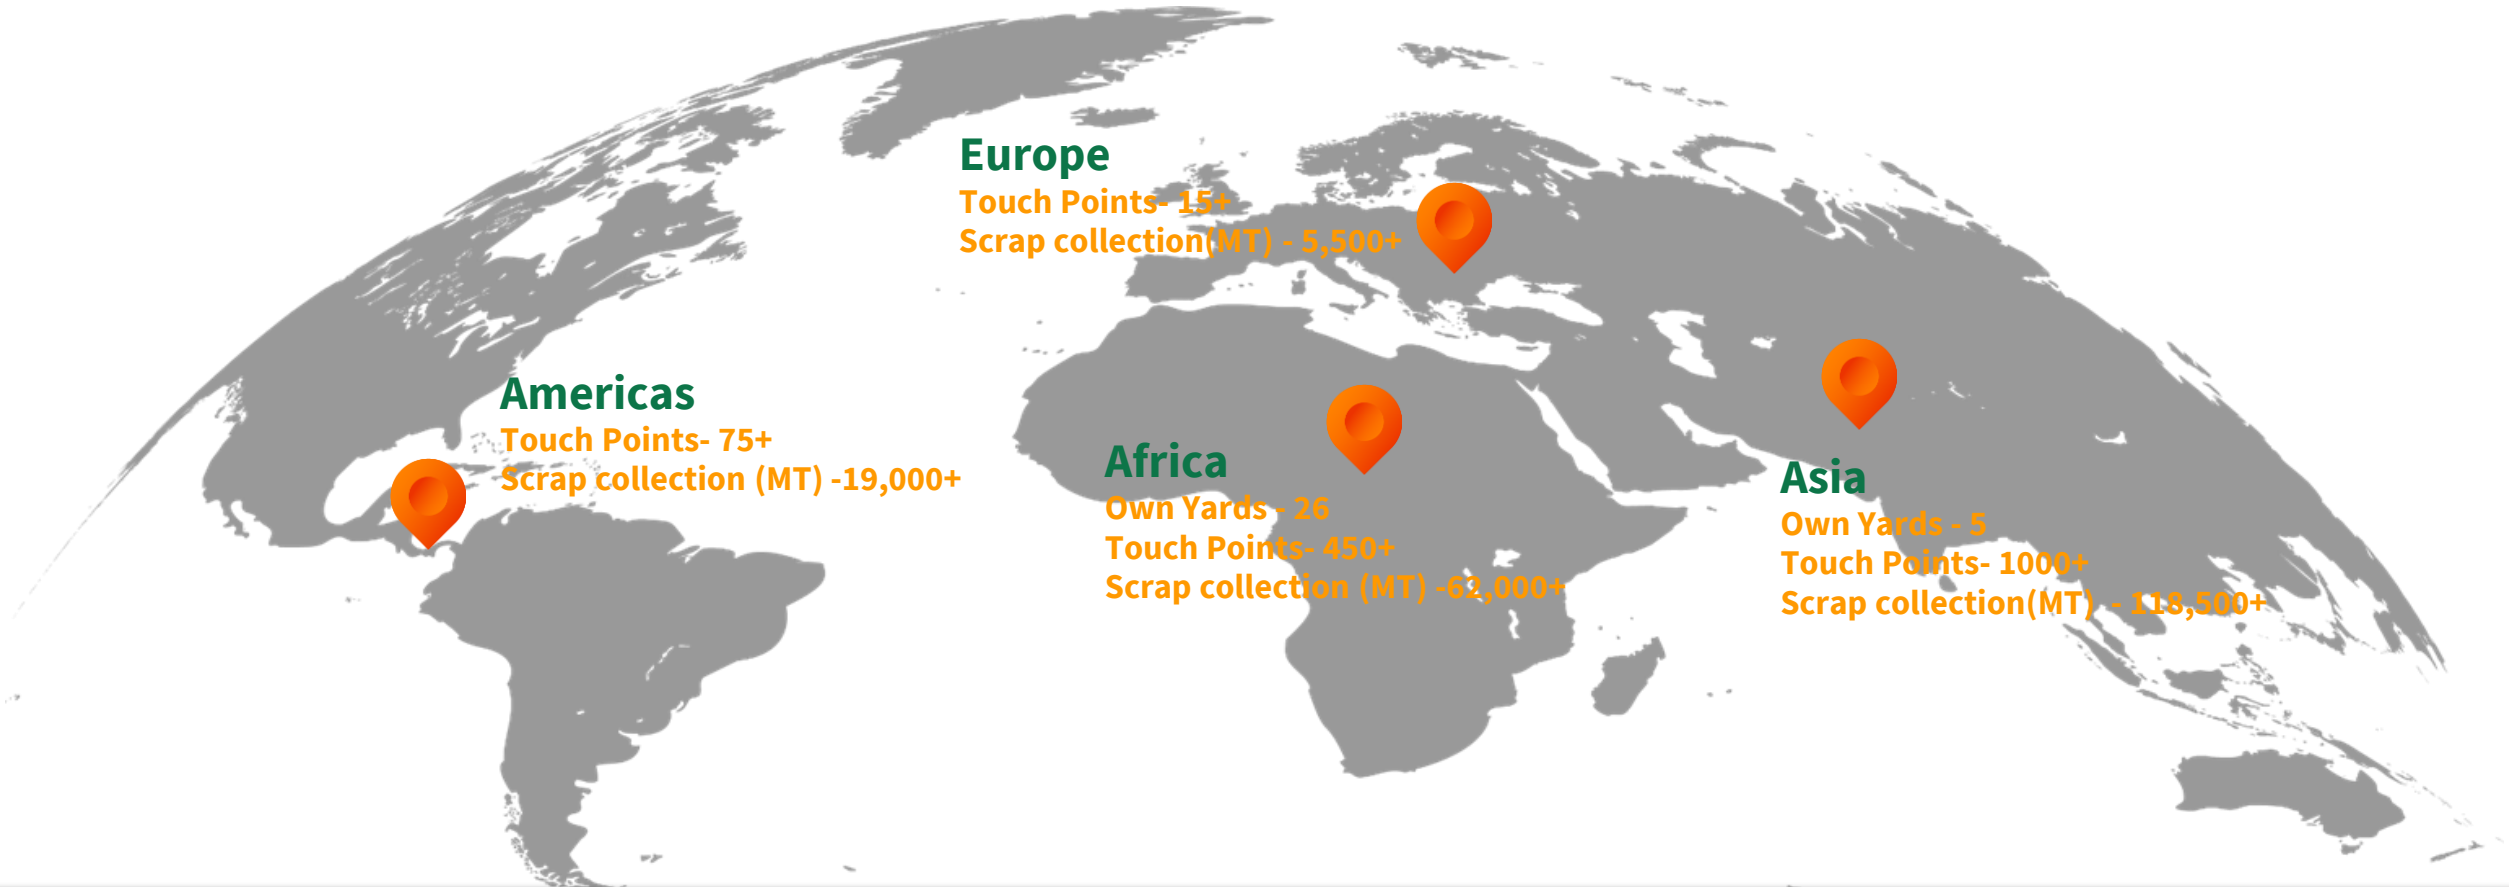 Europe
Touch Points- 15+
Scrap collection(MT) - 5,500+
Americas
Touch Points- 75+
Scrap collection (MT) -19,000+
Africa
Own Yards - 26
Touch Points- 450+
Scrap collection (MT) -62,000+
Asia
Own Yards - 5
Touch Points- 1000+
Scrap collection(MT)  - 118,500+